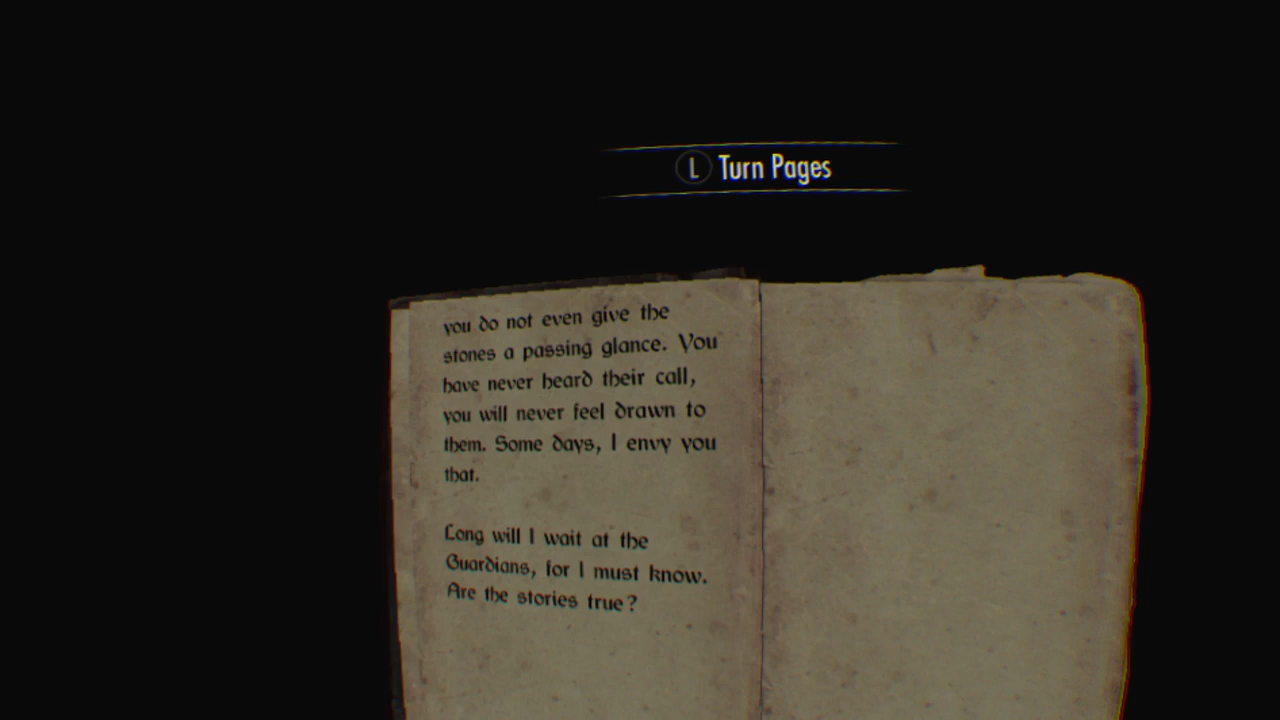 L Turn Pages
you do not even give the
stones a passing glance. You
have never heard their call,
you will never feel drawn to
them. Some days, I envy you
that.
Long will I wait at the
Guardians, for I must know.
Are the stories true?